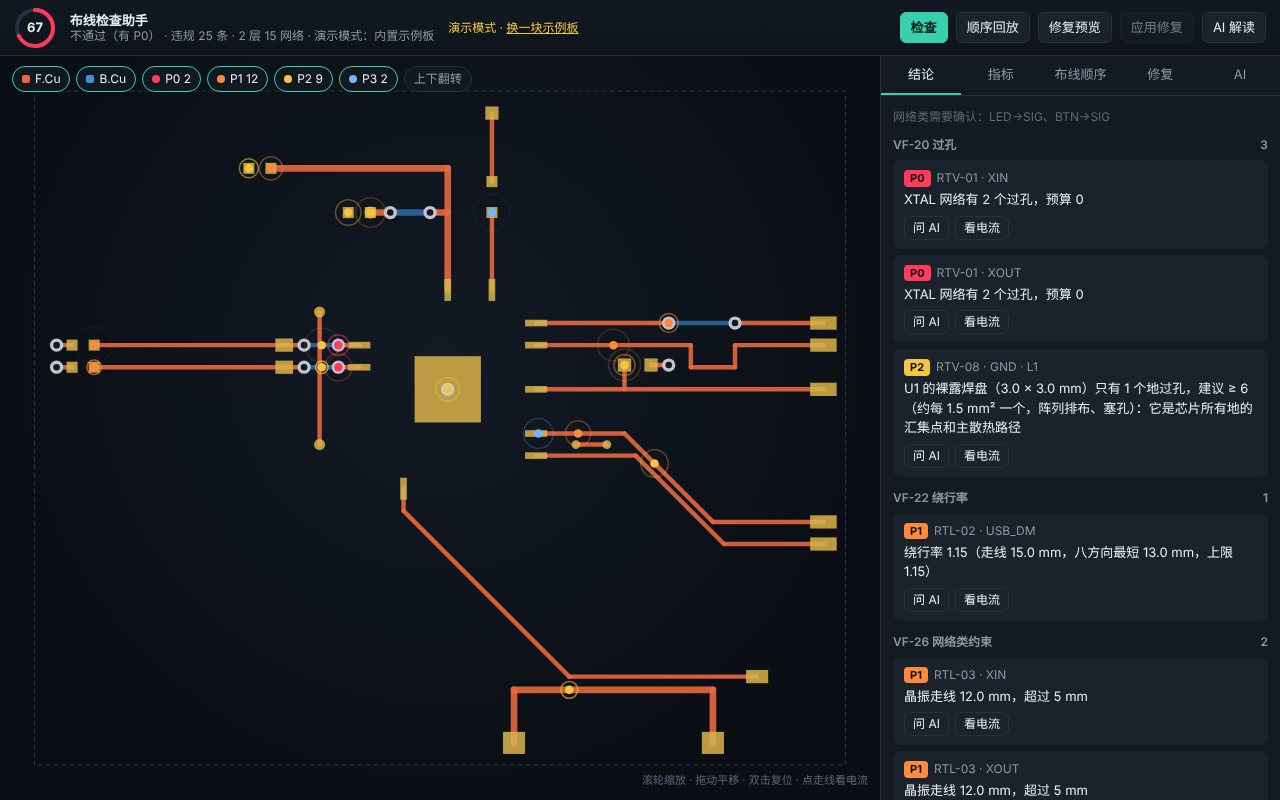 67
布线检查助手
不通过（有 P0） · 违规 25 条 · 2 层 15 网络 · 演示模式：内置示例板
演示模式 · 换一块示例板
检查
顺序回放
修复预览
应用修复
AI 解读
F.Cu
B.Cu
P0 2
P1 12
P2 9
P3 2
上下翻转
结论
指标
布线顺序
修复
AI
网络类需要确认：LED→SIG、BTN→SIG
VF-20 过孔
3
P0 RTV-01 · XIN
XTAL 网络有 2 个过孔，预算 0
问 AI
看电流
P0 RTV-01 · XOUT
XTAL 网络有 2 个过孔，预算 0
问 AI
看电流
P2 RTV-08 · GND · L1
U1 的裸露焊盘（3.0 × 3.0 mm）只有 1 个地过孔，建议 ≥ 6
（约每 1.5 mm² 一个，阵列排布、塞孔）：它是芯片所有地的
汇集点和主散热路径
问 AI
看电流
VF-22 绕行率
1
P1 RTL-02 · USB_DM
绕行率 1.15（走线 15.0 mm，八方向最短 13.0 mm，上限
1.15）
问 AI
看电流
VF-26 网络类约束
2
P1 RTL-03 · XIN
晶振走线 12.0 mm，超过 5 mm
问 AI
看电流
P1 RTL-03 · XOUT
晶振走线 12.0 mm，超过 5 mm
滚轮缩放 · 拖动平移 · 双击复位 · 点走线看电流